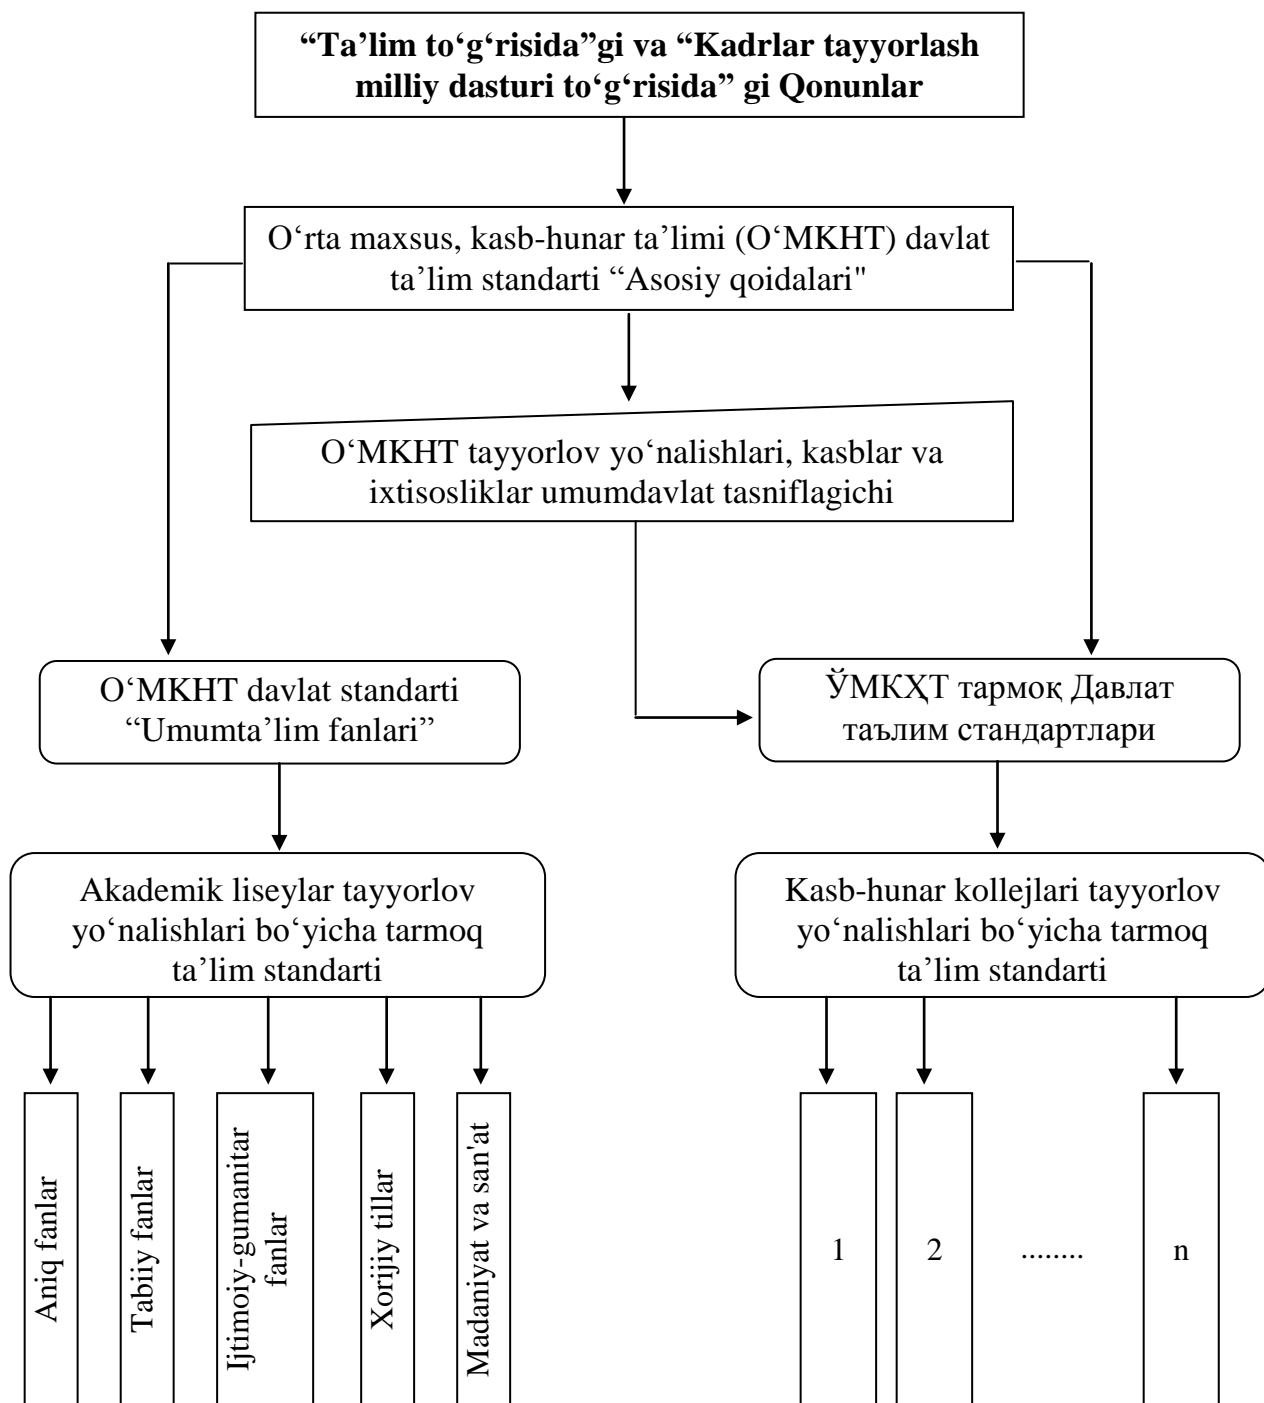 “Ta’lim to‘g‘risida”gi va “Kadrlar tayyorlash
milliy dasturi to‘g‘risida” gi Qonunlar
O‘rta maxsus, kasb-hunar ta’limi (O‘MKHT) davlat
ta’lim standarti “Asosiy qoidalari"
O‘MKHT tayyorlov yo‘nalishlari, kasblar va
ixtisosliklar umumdavlat tasniflagichi
O‘MKHT davlat standarti
“Umumta’lim fanlari”
ЎМКҲТ тармоқ Давлат
таълим стандартлари
Akademik liseylar tayyorlov
yo‘nalishlari bo‘yicha tarmoq
ta’lim standarti
Kasb-hunar kollejlari tayyorlov
yo‘nalishlari bo‘yicha tarmoq
ta’lim standarti
Aniq fanlar
Tabiiy fanlar
Ijtimoiy-gumanitar
fanlar
Xorijiy tillar
Madaniyat va san'at
1
2
........
n